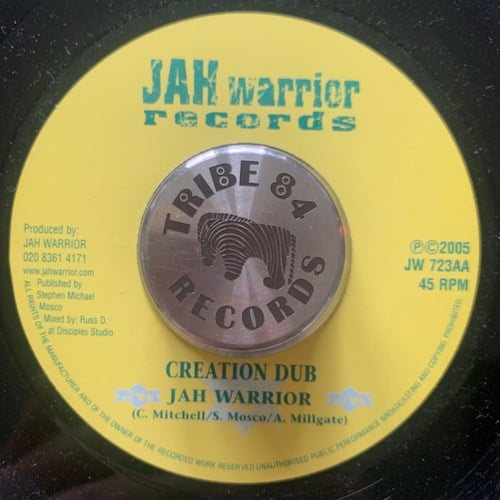 JAH warrior
records
TRIBE 84
RECORDS
Produced by:
JAH WARRIOR
020 8361 4171
www.jahwarrior.com
Published by
Stephen Michael
Mosco
Mixed by: Russ D.
at Disciples Studio
℗©2005
JW 723AA
45 RPM
CREATION DUB
JAH WARRIOR
(C. Mitchell/S. Mosco/A. Millgate)
ALL RIGHTS OF THE MANUFACTURER AND OF THE OWNER OF THE RECORDED WORK RESERVED UNAUTHORISED PUBLIC PERFORMANCE BROADCASTING AND COPYING PROHIBITED.